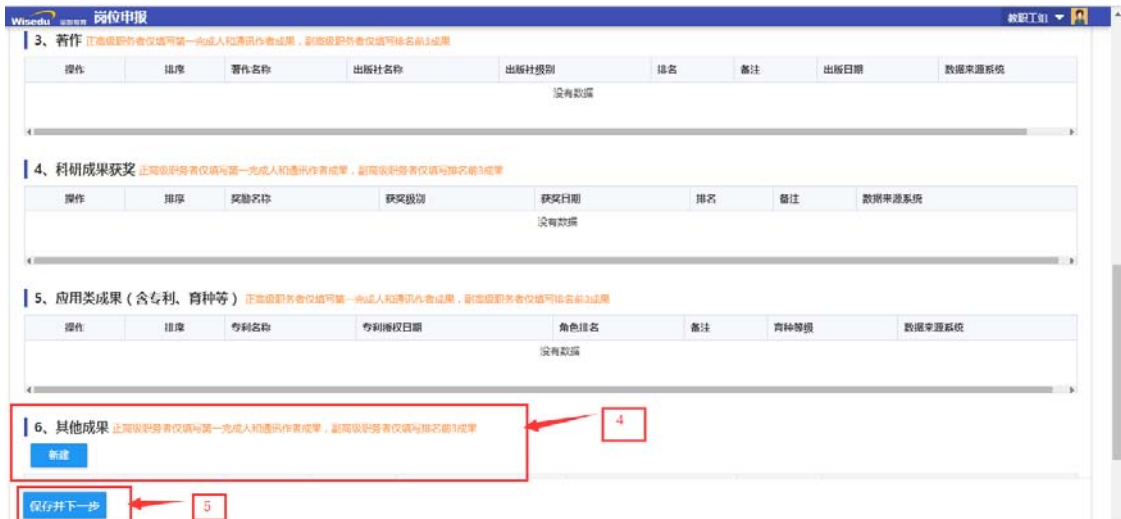 Wisedu 岗位申报 教职工如
3、著作 正高级职务者仅填写第一完成人和通讯作者成果，副高级职务者仅填写排名前3成果
操作 排序 著作名称 出版社名称 出版社级别 排名 备注 出版日期 数据来源系统
没有数据
4、科研成果获奖 正高级职务者仅填写第一完成人和通讯作者成果，副高级职务者仅填写排名前3成果
操作 排序 奖励名称 获奖级别 获奖日期 排名 备注 数据来源系统
没有数据
5、应用类成果（含专利、育种等） 正高级职务者仅填写第一完成人和通讯作者成果，副高级职务者仅填写排名前3成果
操作 排序 专利名称 专利授权日期 角色排名 备注 育种等级 数据来源系统
没有数据
6、其他成果 正高级职务者仅填写第一完成人和通讯作者成果，副高级职务者仅填写排名前3成果
4
新建
保存并下一步
5